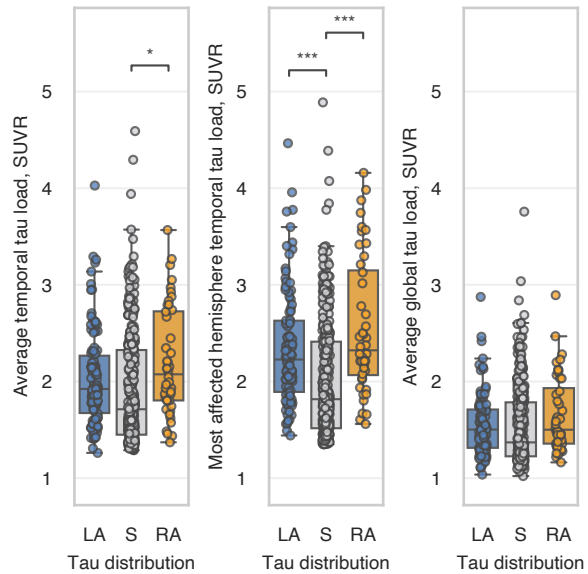 Average temporal tau load, SUVR
5
4
3
2
1
*
LA S RA
Tau distribution
Most affected hemisphere temporal tau load, SUVR
5
4
3
2
1
***
***
LA S RA
Tau distribution
Average global tau load, SUVR
5
4
3
2
1
LA S RA
Tau distribution